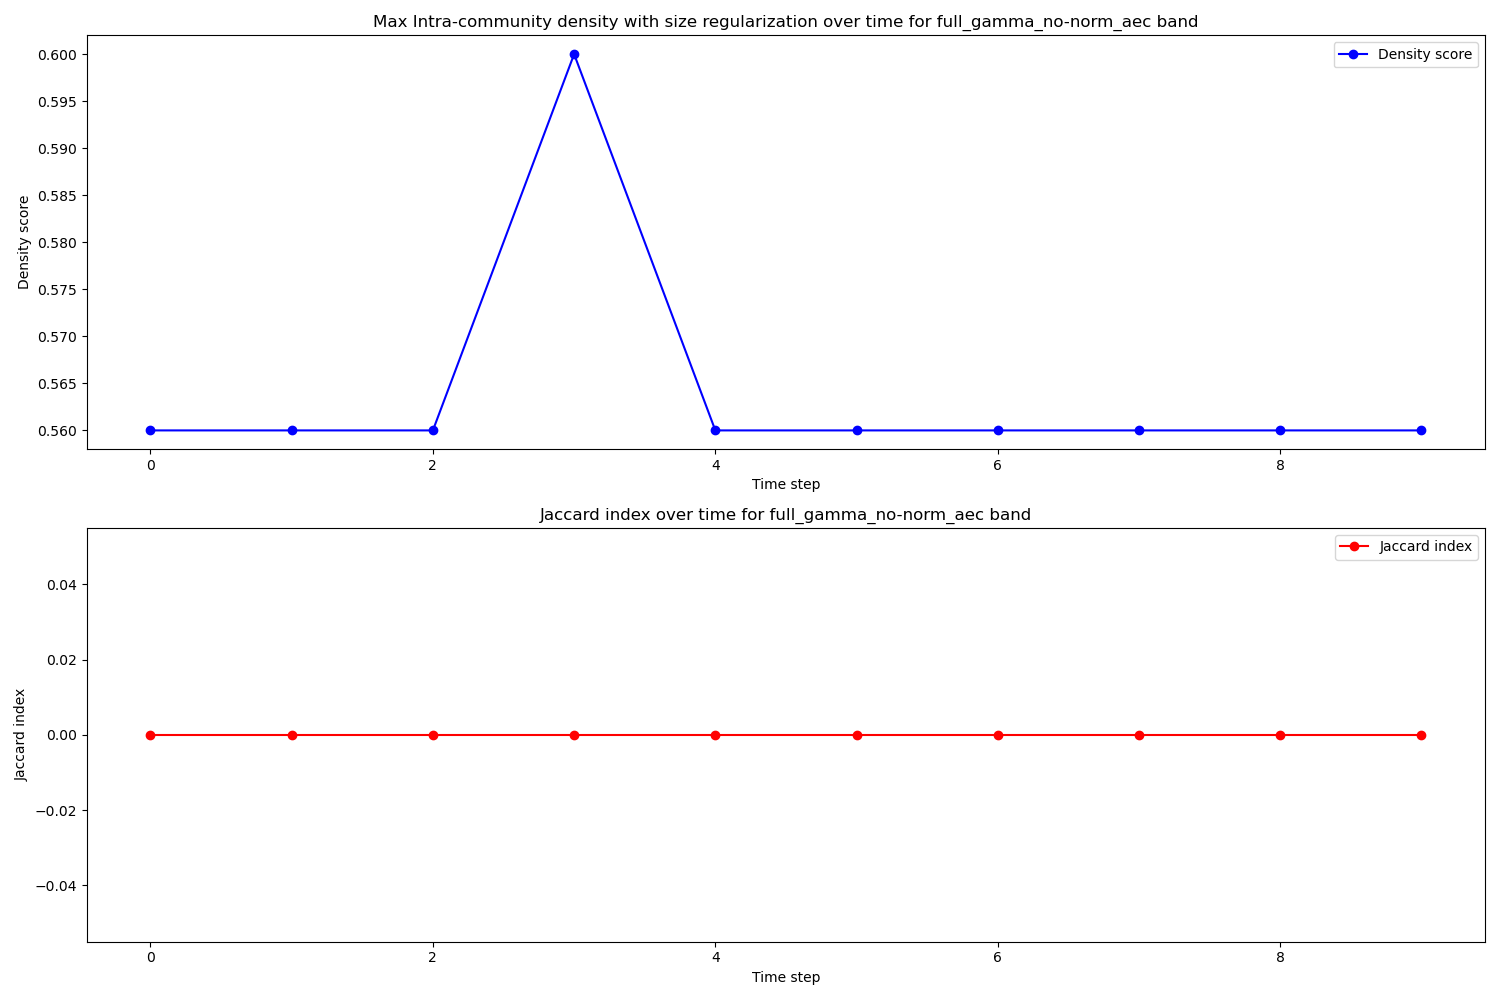 Max Intra-community density with size regularization over time for full_gamma_no-norm_aec band
Density score
0.600
0.595
0.590
0.585
0.580
0.575
0.570
0.565
0.560
Density score
0 2 4 6 8
Time step
Jaccard index over time for full_gamma_no-norm_aec band
Jaccard index
0.04
0.02
0.00
−0.02
−0.04
Jaccard index
0 2 4 6 8
Time step